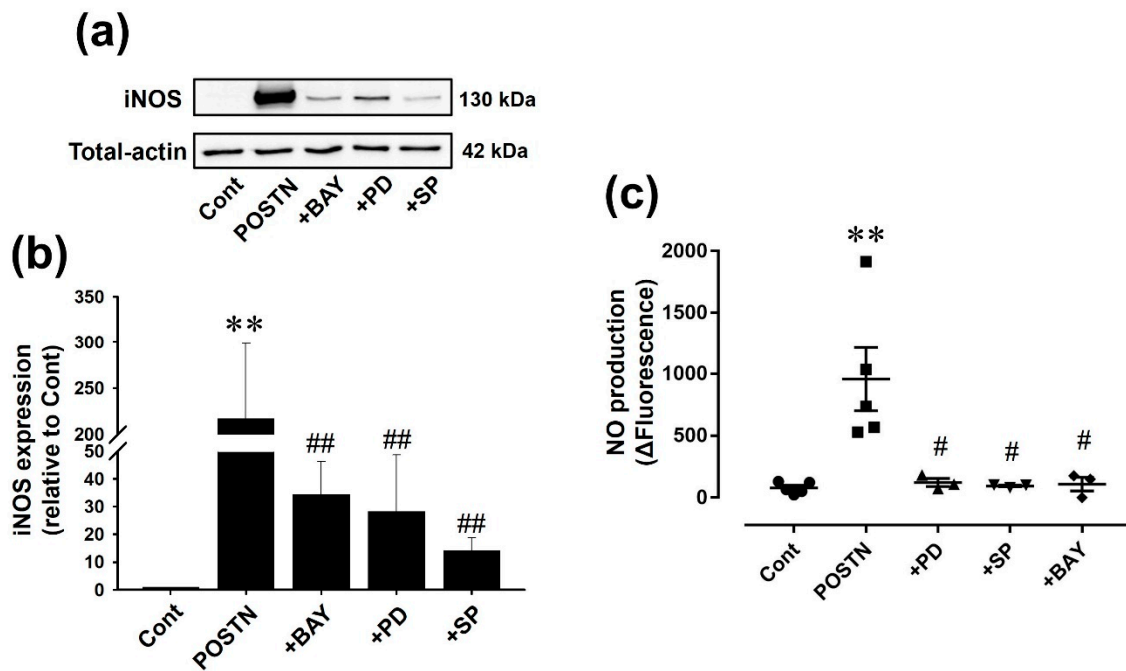 (a)
iNOS
130 kDa
Total-actin
42 kDa
Cont
POSTN
+BAY
+PD
+SP
(b)
iNOS expression
(relative to Cont)
350
300
250
200
50
40
30
20
10
0
**
##
##
##
Cont
POSTN
+BAY
+PD
+SP
(c)
NO production
(ΔFluorescence)
2000
1500
1000
500
0
**
#
#
#
Cont
POSTN
+PD
+SP
+BAY